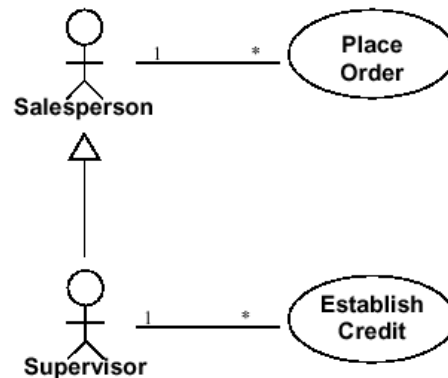 1 * Place
Order
Salesperson
1 * Establish
Credit
Supervisor